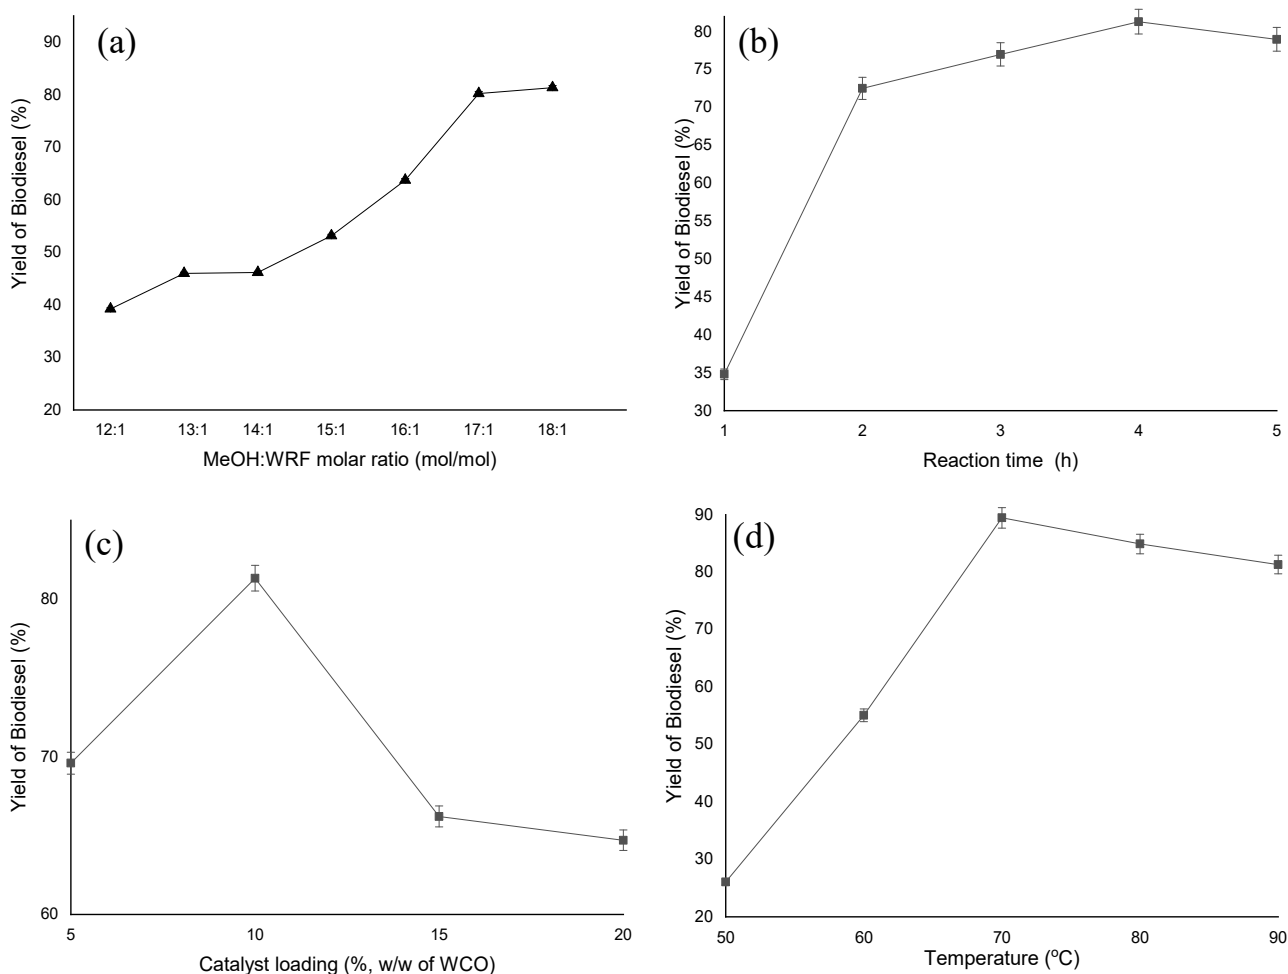 (a)
90
80
70
60
50
40
30
20
Yield of Biodiesel (%)
12:1 13:1 14:1 15:1 16:1 17:1 18:1
MeOH:WRF molar ratio (mol/mol)
(b)
80
75
70
65
60
55
50
45
40
35
30
Yield of Biodiesel (%)
1 2 3 4 5
Reaction time (h)
(c)
80
70
60
Yield of Biodiesel (%)
5 10 15 20
Catalyst loading (%, w/w of WCO)
(d)
90
80
70
60
50
40
30
20
Yield of Biodiesel (%)
50 60 70 80 90
Temperature (ºC)